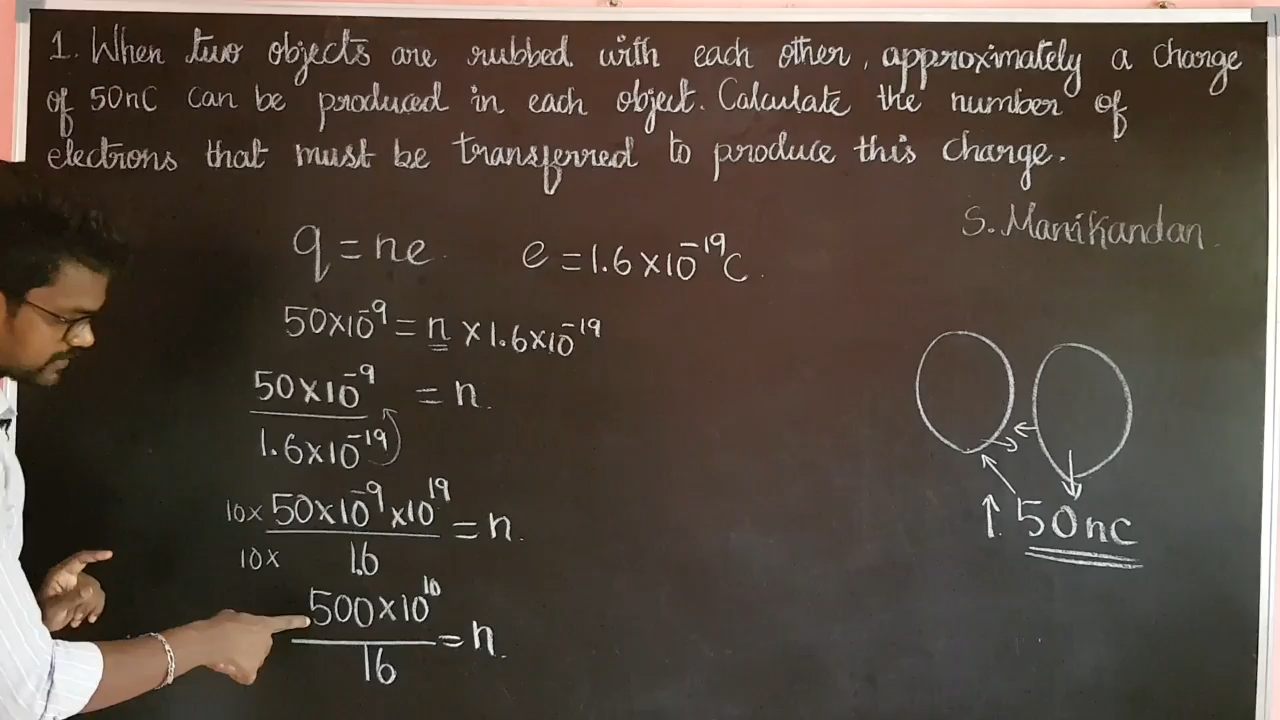 1. When two objects are rubbed with each other, approximately a charge
of 50nC can be produced in each object. Calculate the number of
electrons that must be transferred to produce this charge.
S. Manikandan
q = ne. e = 1.6×10⁻¹⁹C.
50×10⁻⁹ = n × 1.6×10⁻¹⁹
50×10⁻⁹
= n.
1.6×10⁻¹⁹
10× 50×10⁻⁹×10¹⁹
= n.
10× 1.6
500×10¹⁰
= n.
16
50nc